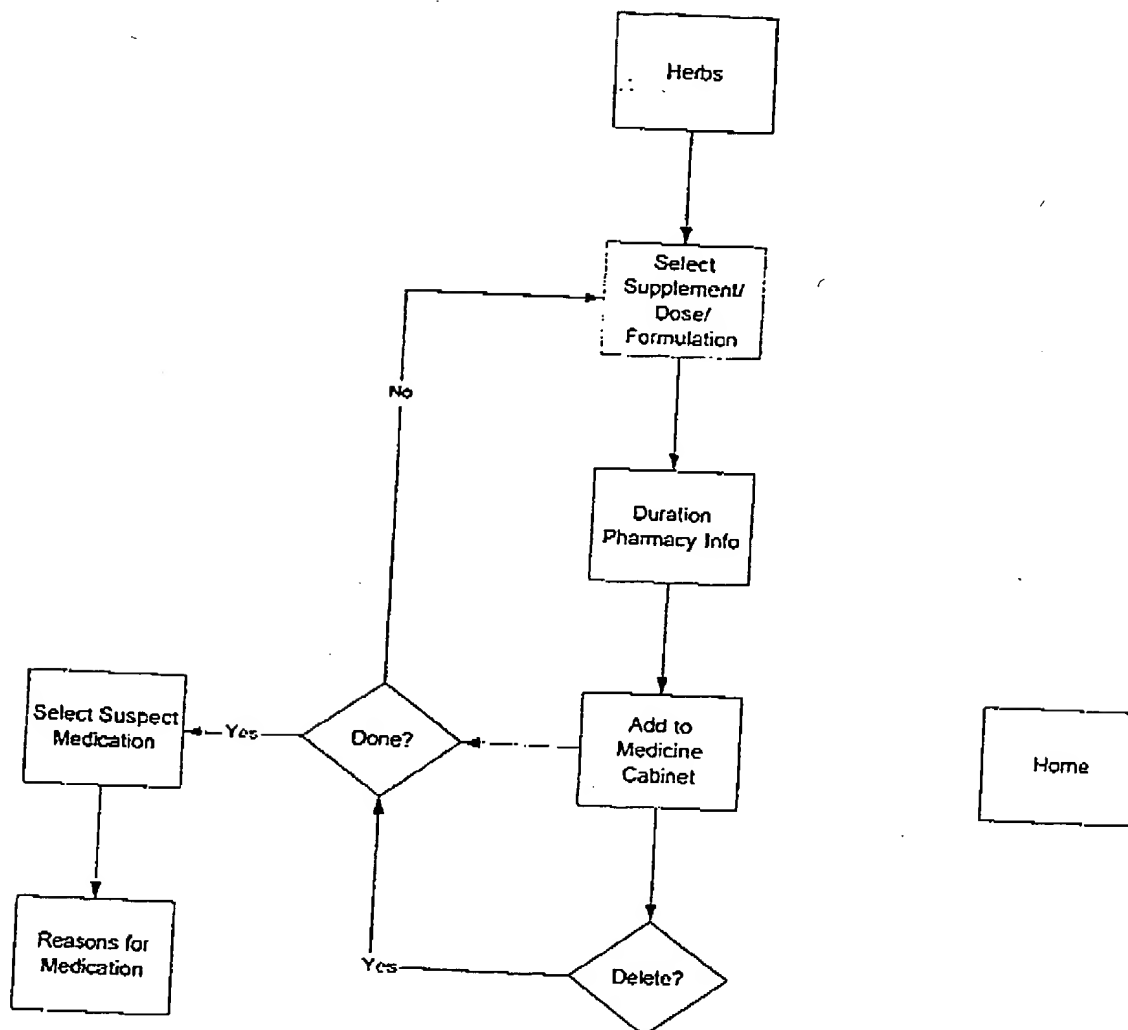 Herbs
Select
Supplement/
Dose/
Formulation
No
Duration
Pharmacy Info
Select Suspect
Medication
Yes
Done?
Add to
Medicine
Cabinet
Home
Reasons for
Medication
Yes
Delete?